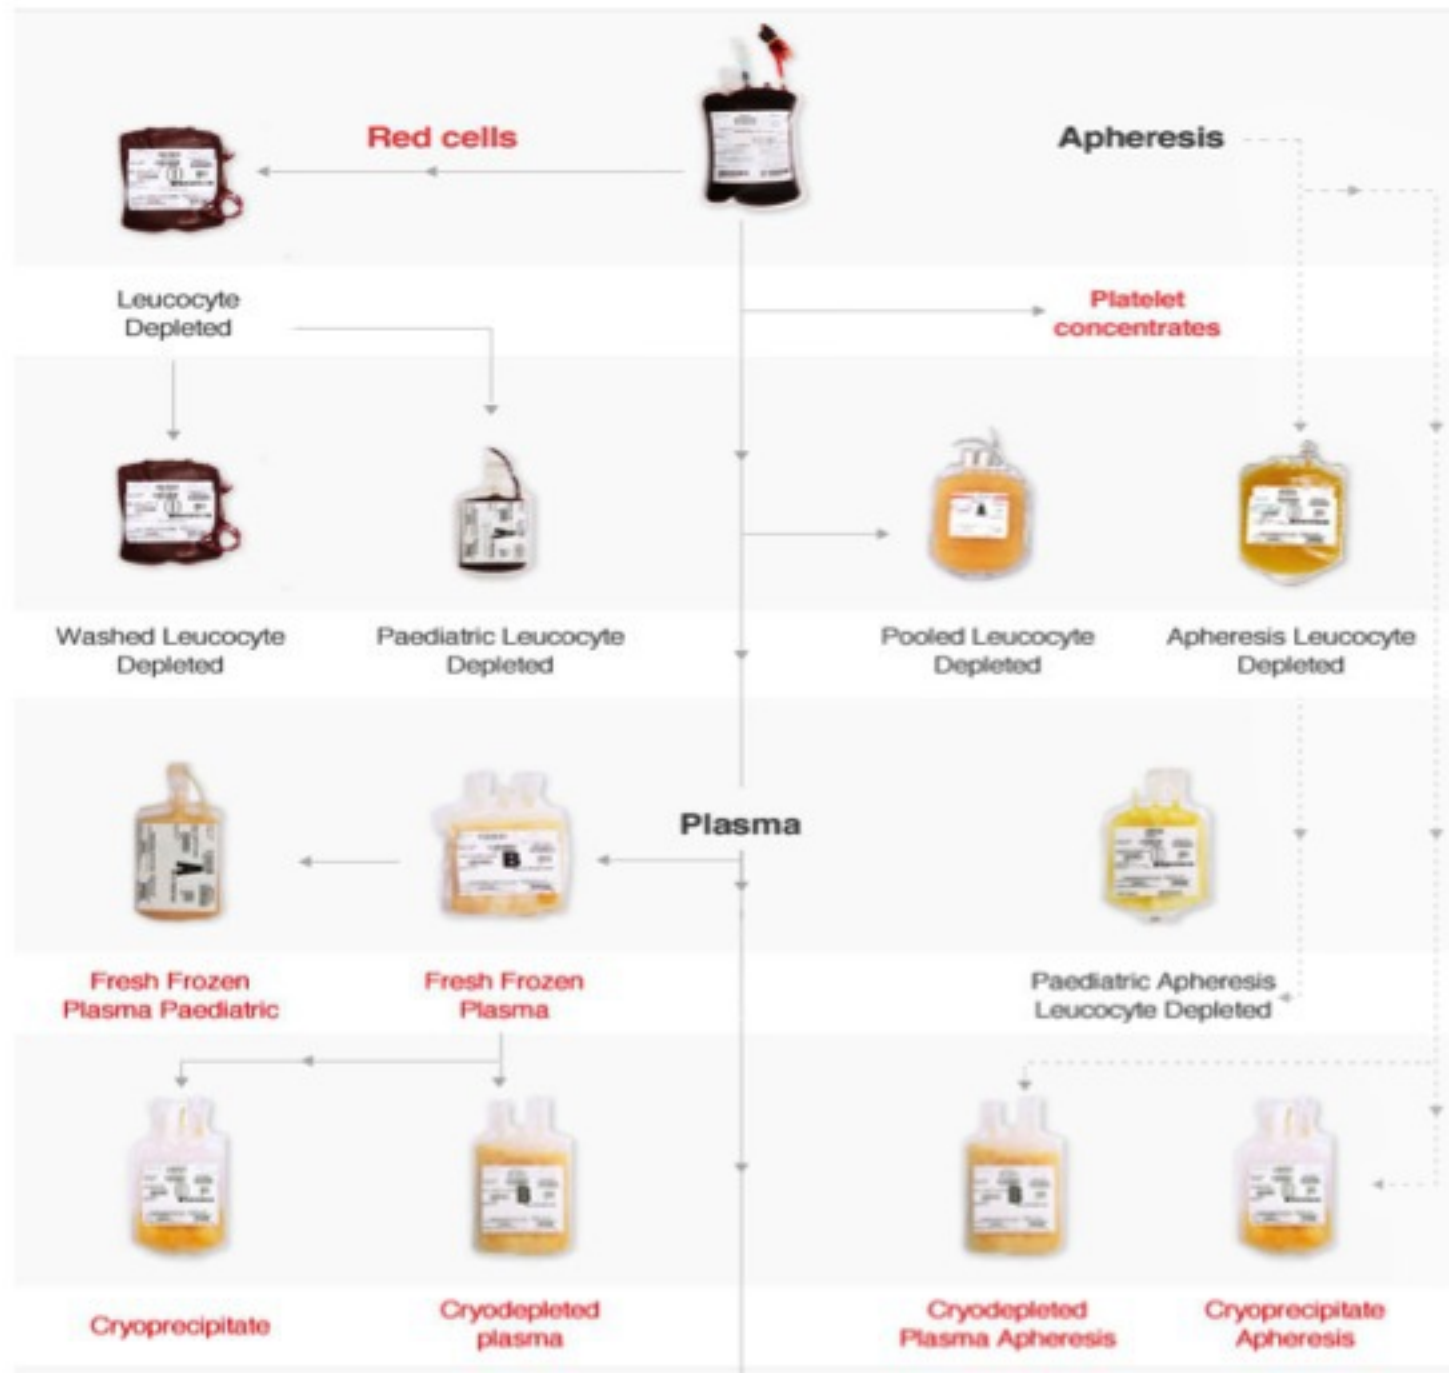 Red cells
Apheresis
Leucocyte
Depleted
Platelet
concentrates
Washed Leucocyte
Depleted
Paediatric Leucocyte
Depleted
A
Pooled Leucocyte
Depleted
Apheresis Leucocyte
Depleted
A
B
Plasma
Fresh Frozen
Plasma Paediatric
Fresh Frozen
Plasma
Paediatric Apheresis
Leucocyte Depleted
B
B
Cryoprecipitate
Cryodepleted
plasma
Cryodepleted
Plasma Apheresis
Cryoprecipitate
Apheresis